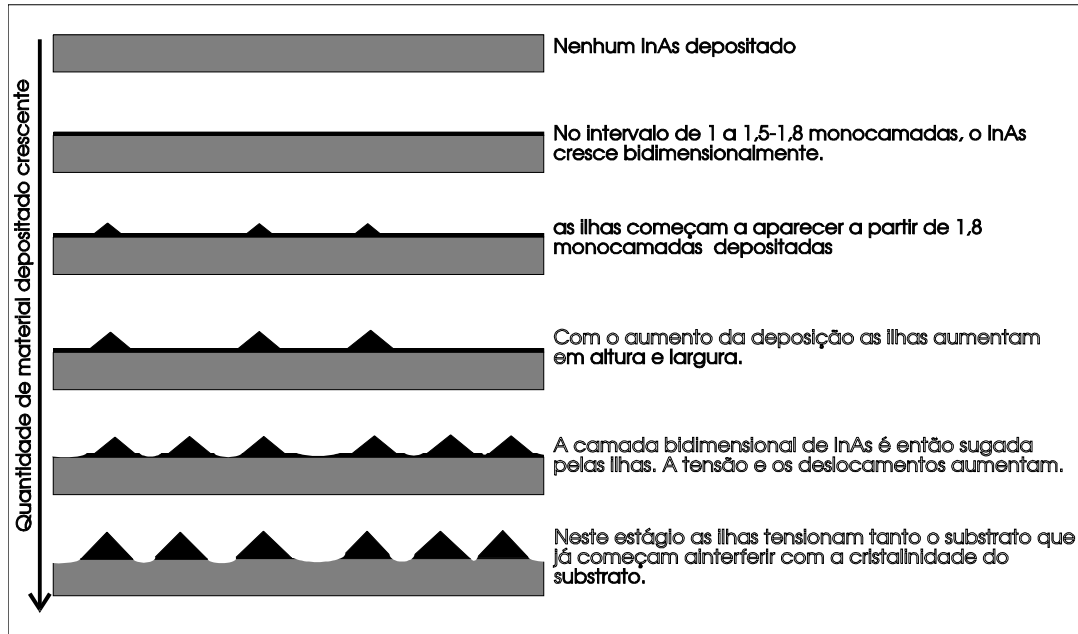 Quantidade de material depositado crescente
Nenhum InAs depositado
No intervalo de 1 a 1,5-1,8 monocamadas, o InAs
cresce bidimensionalmente.
as ilhas começam a aparecer a partir de 1,8
monocamadas depositadas
Com o aumento da deposição as ilhas aumentam
em altura e largura.
A camada bidimensional de InAs é então sugada
pelas ilhas. A tensão e os deslocamentos aumentam.
Neste estágio as ilhas tensionam tanto o substrato que
já começam ainterferir com a cristalinidade do
substrato.